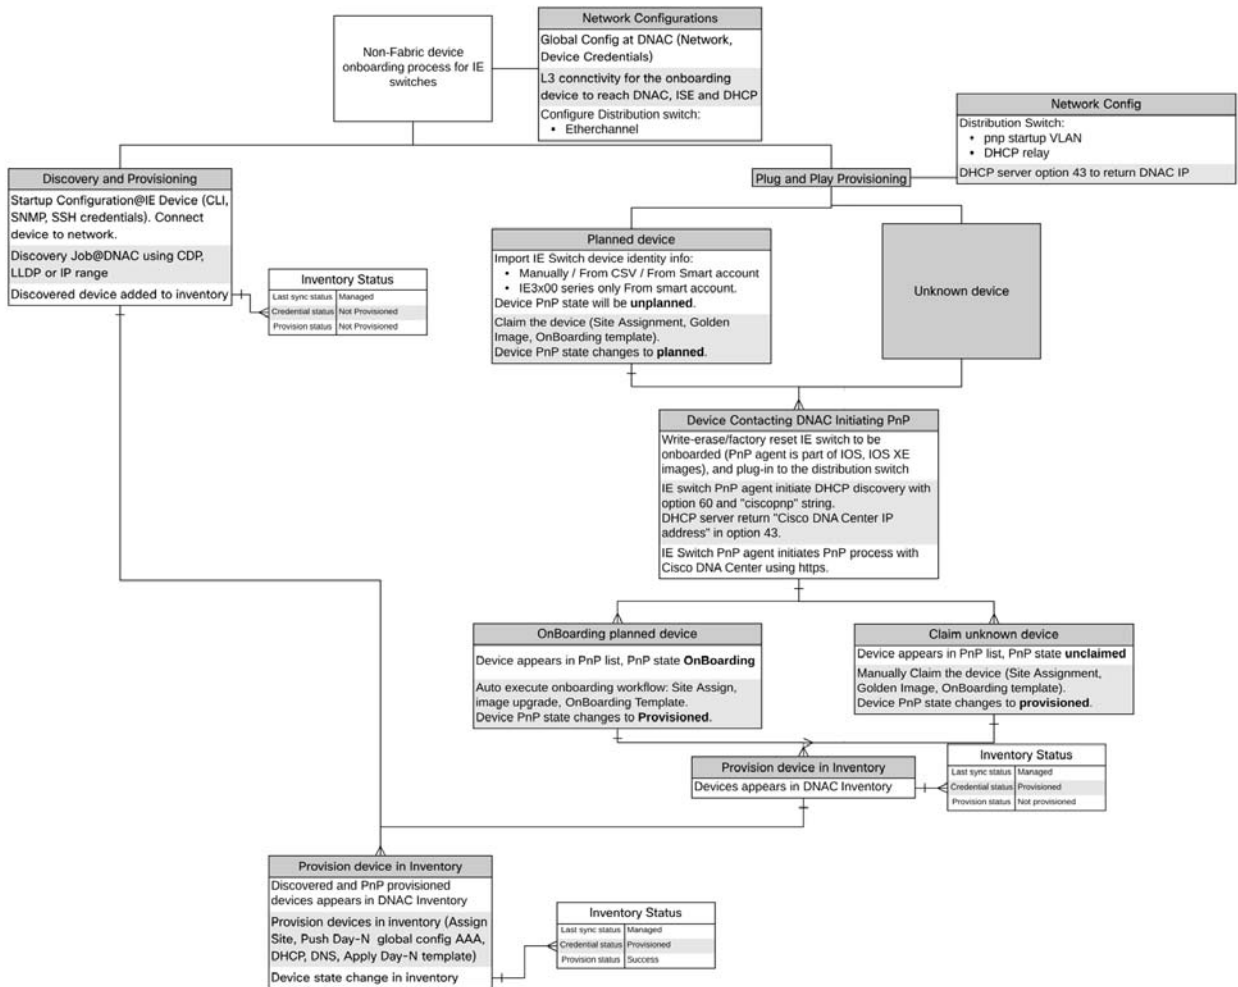 Non-Fabric device
onboarding process for IE
switches
Network Configurations
Global Config at DNAC (Network,
Device Credentials)
L3 connctivity for the onboarding
device to reach DNAC, ISE and DHCP
Configure Distribution switch:
• Etherchannel
Network Config
Distribution Switch:
• pnp startup VLAN
• DHCP relay
DHCP server option 43 to return DNAC IP
Discovery and Provisioning
Startup Configuration@IE Device (CLI,
SNMP, SSH credentials). Connect
device to network.
Discovery Job@DNAC using CDP,
LLDP or IP range
Discovered device added to inventory
Inventory Status
Last sync status Managed
Credential status Not Provisioned
Provision status Not Provisioned
Plug and Play Provisioning
Planned device
Import IE Switch device identity info:
• Manually / From CSV / From Smart account
• IE3x00 series only From smart account.
Device PnP state will be unplanned.
Claim the device (Site Assignment, Golden
Image, OnBoarding template).
Device PnP state changes to planned.
Unknown device
Device Contacting DNAC Initiating PnP
Write-erase/factory reset IE switch to be
onboarded (PnP agent is part of IOS, IOS XE
images), and plug-in to the distribution switch
IE switch PnP agent initiate DHCP discovery with
option 60 and "ciscopnp" string.
DHCP server return "Cisco DNA Center IP
address" in option 43.
IE Switch PnP agent initiates PnP process with
Cisco DNA Center using https.
OnBoarding planned device
Device appears in PnP list, PnP state OnBoarding
Auto execute onboarding workflow: Site Assign,
image upgrade, OnBoarding Template.
Device PnP state changes to Provisioned.
Claim unknown device
Device appears in PnP list, PnP state unclaimed
Manually Claim the device (Site Assignment,
Golden Image, OnBoarding template).
Device PnP state changes to provisioned.
Provision device in Inventory
Devices appears in DNAC Inventory
Inventory Status
Last sync status Managed
Credential status Provisioned
Provision status Not provisioned
Provision device in Inventory
Discovered and PnP provisioned
devices appears in DNAC Inventory
Provision devices in inventory (Assign
Site, Push Day-N global config AAA,
DHCP, DNS, Apply Day-N template)
Device state change in inventory
Inventory Status
Last sync status Managed
Credential status Provisioned
Provision status Success